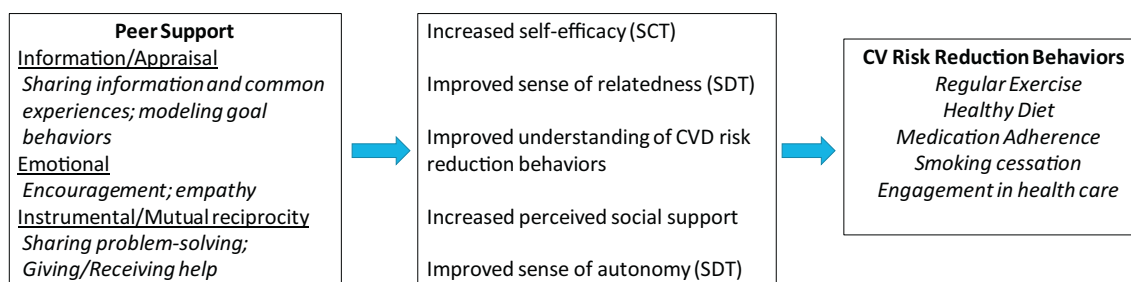 Peer Support
Information/Appraisal
Sharing information and common
experiences; modeling goal
behaviors
Emotional
Encouragement; empathy
Instrumental/Mutual reciprocity
Sharing problem-solving;
Giving/Receiving help
Increased self-efficacy (SCT)
Improved sense of relatedness (SDT)
Improved understanding of CVD risk
reduction behaviors
Increased perceived social support
Improved sense of autonomy (SDT)
CV Risk Reduction Behaviors
Regular Exercise
Healthy Diet
Medication Adherence
Smoking cessation
Engagement in health care